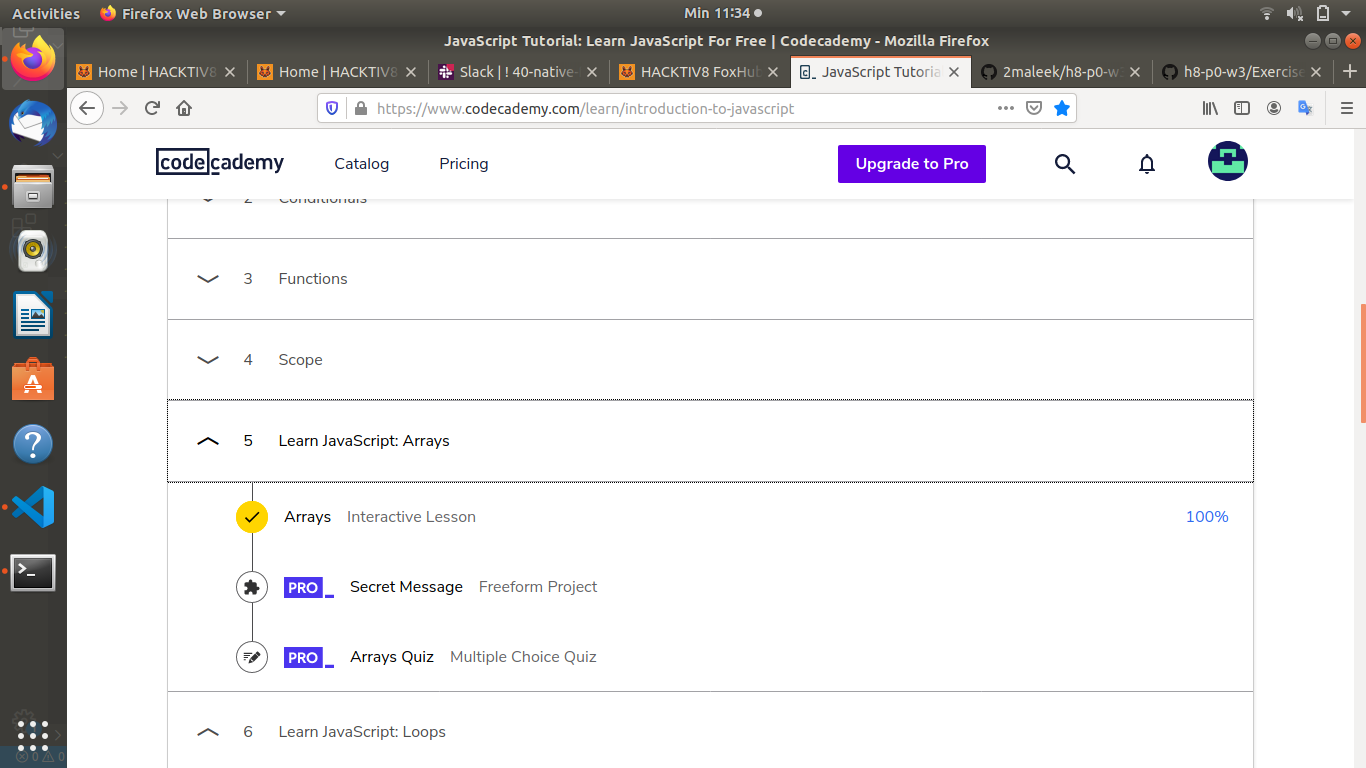 Activities Firefox Web Browser Min 11:34
JavaScript Tutorial: Learn JavaScript For Free | Codecademy - Mozilla Firefox
Home | HACKTIV8 Home | HACKTIV8 Slack | ! 40-native- HACKTIV8 FoxHub JavaScript Tutoria 2maleek/h8-p0-w3 h8-p0-w3/Exercise
https://www.codecademy.com/learn/introduction-to-javascript
codecademy Catalog Pricing Upgrade to Pro
2 Conditionals
3 Functions
4 Scope
5 Learn JavaScript: Arrays
Arrays Interactive Lesson 100%
PRO Secret Message Freeform Project
PRO Arrays Quiz Multiple Choice Quiz
6 Learn JavaScript: Loops
0 0